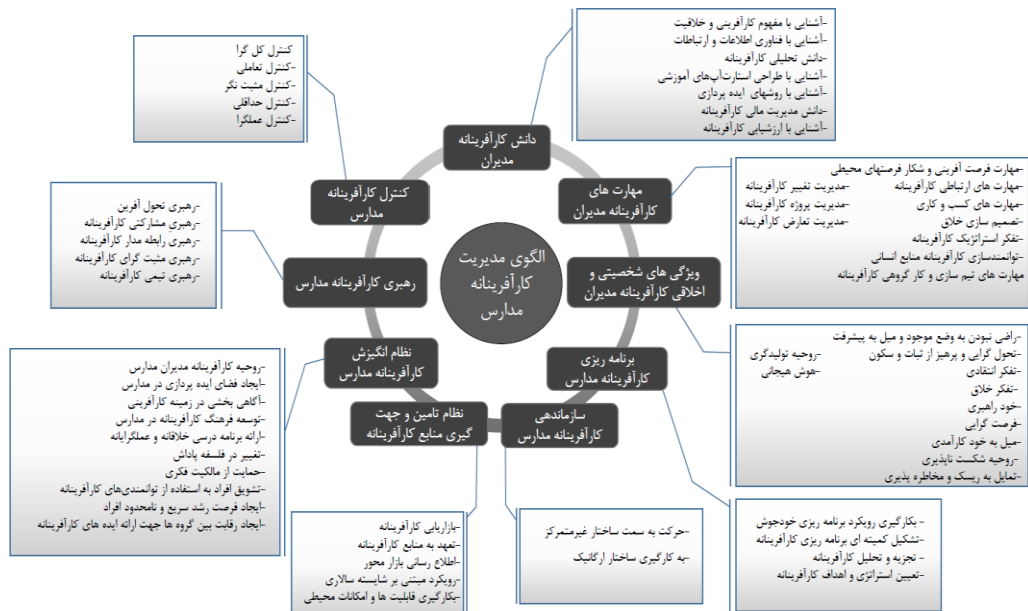 الگوی مدیریت
کارآفرینانه
مدارس
دانش کارآفرینانه
مدیران
-آشنایی با مفهوم کارآفرینی و خلاقیت
-آشنایی با فناوری اطلاعات و ارتباطات
-دانش تحلیلی کارآفرینانه
-آشنایی با طراحی استارت‌آپ‌های آموزشی
-آشنایی با روشهای ایده پردازی
-دانش مدیریت مالی کارآفرینانه
-آشنایی با ارزشیابی کارآفرینانه
مهارت های
کارآفرینانه مدیران
-مهارت فرصت آفرینی و شکار فرصتهای محیطی
-مهارت های ارتباطی کارآفرینانه -مدیریت تغییر کارآفرینانه
-مهارت های کسب و کاری -مدیریت پروژه کارآفرینانه
-تصمیم سازی خلاق -مدیریت تعارض کارآفرینانه
-تفکر استراتژیک کارآفرینانه
-توانمندسازی کارآفرینانه منابع انسانی
مهارت های تیم سازی و کار گروهی کارآفرینانه
ویژگی های شخصیتی و
اخلاقی کارآفرینانه مدیران
-راضی نبودن به وضع موجود و میل به پیشرفت
-تحول گرایی و پرهیز از ثبات و سکون -روحیه تولیدگری
-تفکر انتقادی -هوش هیجانی
-تفکر خلاق
-خود راهبری
-فرصت گرایی
-میل به خود کارآمدی
-روحیه شکست ناپذیری
-تمایل به ریسک و مخاطره پذیری
برنامه ریزی
کارآفرینانه مدارس
- بکارگیری رویکرد برنامه ریزی خودجوش
-تشکیل کمیته ای برنامه ریزی کارآفرینانه
- تجزیه و تحلیل کارآفرینانه
-تعیین استراتژی و اهداف کارآفرینانه
سازماندهی
کارآفرینانه مدارس
-حرکت به سمت ساختار غیرمتمرکز
-به کارگیری ساختار ارگانیک
نظام تامین و جهت
گیری منابع کارآفرینانه
-بازاریابی کارآفرینانه
-تعهد به منابع کارآفرینانه
-اطلاع رسانی بازار محور
-رویکرد مبتنی بر شایسته سالاری
-بکارگیری قابلیت ها و امکانات محیطی
نظام انگیزش
کارآفرینانه مدارس
-روحیه کارآفرینانه مدیران مدارس
-ایجاد فضای ایده پردازی در مدارس
-آگاهی بخشی در زمینه کارآفرینی
-توسعه فرهنگ کارآفرینانه در مدارس
-ارائه برنامه درسی خلاقانه و عملگرایانه
-تغییر در فلسفه پاداش
-حمایت از مالکیت فکری
-تشویق افراد به استفاده از توانمندی‌های کارآفرینانه
-ایجاد فرصت رشد سریع و نامحدود افراد
-ایجاد رقابت بین گروه ها جهت ارائه ایده های کارآفرینانه
رهبری کارآفرینانه مدارس
-رهبری تحول آفرین
-رهبری مشارکتی کارآفرینانه
-رهبری رابطه مدار کارآفرینانه
-رهبری مثبت گرای کارآفرینانه
-رهبری تیمی کارآفرینانه
کنترل کارآفرینانه
مدارس
کنترل کل گرا
-کنترل تعاملی
-کنترل مثبت نگر
-کنترل حداقلی
-کنترل عملگرا